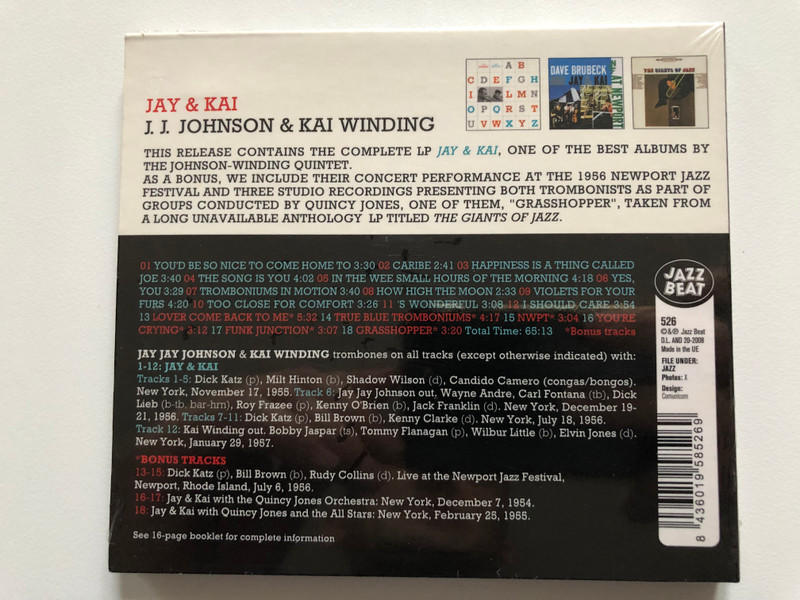 A B
C D E F G H
I L M N
O P Q R S T
U V W X Y Z
DAVE BRUBECK
JAY KAI
AT NEWPORT
THE GIANTS OF JAZZ
JAY & KAI
J. J. JOHNSON & KAI WINDING
THIS RELEASE CONTAINS THE COMPLETE LP JAY & KAI, ONE OF THE BEST ALBUMS BY
THE JOHNSON-WINDING QUINTET.
AS A BONUS, WE INCLUDE THEIR CONCERT PERFORMANCE AT THE 1956 NEWPORT JAZZ
FESTIVAL AND THREE STUDIO RECORDINGS PRESENTING BOTH TROMBONISTS AS PART OF
GROUPS CONDUCTED BY QUINCY JONES, ONE OF THEM, "GRASSHOPPER", TAKEN FROM
A LONG UNAVAILABLE ANTHOLOGY LP TITLED THE GIANTS OF JAZZ.
01 YOU'D BE SO NICE TO COME HOME TO 3:30 02 CARIBE 2:41 03 HAPPINESS IS A THING CALLED
JOE 3:40 04 THE SONG IS YOU 4:02 05 IN THE WEE SMALL HOURS OF THE MORNING 4:18 06 YES,
YOU 3:29 07 TROMBONIUMS IN MOTION 3:40 08 HOW HIGH THE MOON 2:33 09 VIOLETS FOR YOUR
FURS 4:20 10 TOO CLOSE FOR COMFORT 3:26 11 'S WONDERFUL 3:08 12 I SHOULD CARE 3:54
13 LOVER COME BACK TO ME* 5:32 14 TRUE BLUE TROMBONIUMS* 4:17 15 NWPT* 3:04 16 YOU'RE
CRYING* 3:12 17 FUNK JUNCTION* 3:07 18 GRASSHOPPER* 3:20 Total Time: 65:13 *Bonus tracks
JAY JAY JOHNSON & KAI WINDING trombones on all tracks (except otherwise indicated) with:
1-12: JAY & KAI
Tracks 1-5: Dick Katz (p), Milt Hinton (b), Shadow Wilson (d), Candido Camero (congas/bongos).
New York, November 17, 1955. Track 6: Jay Jay Johnson out, Wayne Andre, Carl Fontana (tb), Dick
Lieb (b-tb. bar-hrn), Roy Frazee (p), Kenny O'Brien (b), Jack Franklin (d). New York, December 19-
21, 1956. Tracks 7-11: Dick Katz (p), Bill Brown (b), Kenny Clarke (d). New York, July 18, 1956.
Track 12: Kai Winding out. Bobby Jaspar (ts), Tommy Flanagan (p), Wilbur Little (b), Elvin Jones (d).
New York, January 29, 1957.
*BONUS TRACKS
13-15: Dick Katz (p), Bill Brown (b), Rudy Collins (d). Live at the Newport Jazz Festival,
Newport, Rhode Island, July 6, 1956.
16-17: Jay & Kai with the Quincy Jones Orchestra: New York, December 7, 1954.
18: Jay & Kai with Quincy Jones and the All Stars: New York, February 25, 1955.
See 16-page booklet for complete information
JAZZ
BEAT
526
©&℗ Jazz Beat
D.L. AND 20-2008
Made in the UE
FILE UNDER:
JAZZ
Photos: X
Design:
Comunicom
8 436019 585269